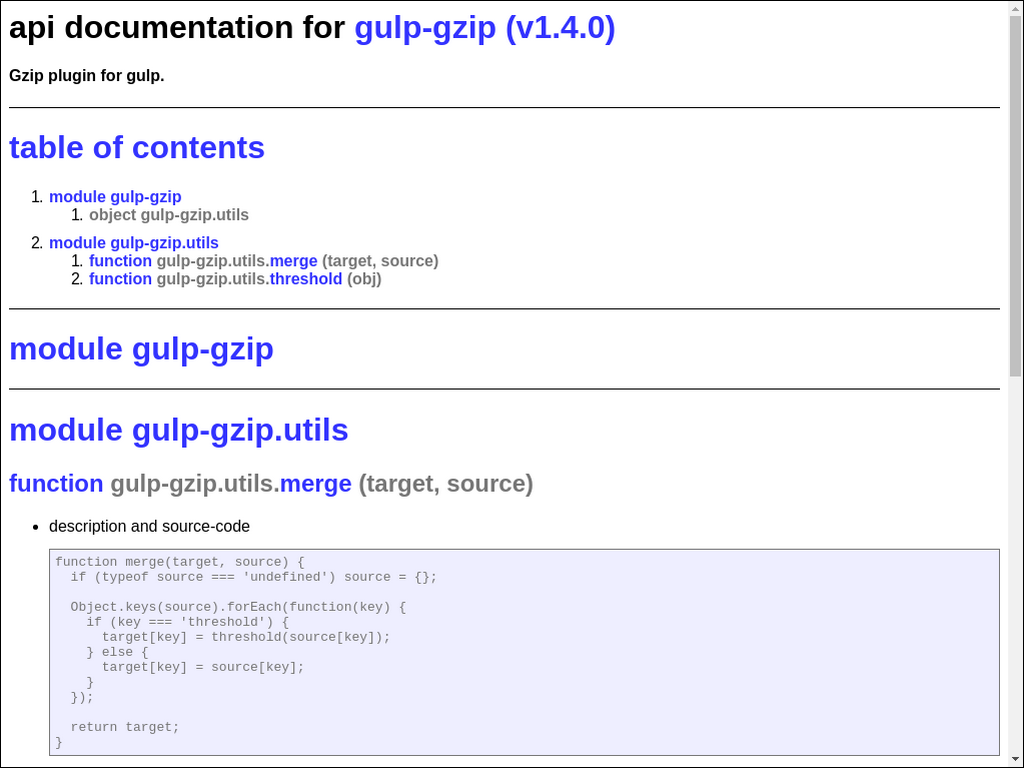 api documentation for gulp-gzip (v1.4.0)
Gzip plugin for gulp.
table of contents
1. module gulp-gzip
1. object gulp-gzip.utils
2. module gulp-gzip.utils
1. function gulp-gzip.utils.merge (target, source)
2. function gulp-gzip.utils.threshold (obj)
module gulp-gzip
module gulp-gzip.utils
function gulp-gzip.utils.merge (target, source)
• description and source-code
function merge(target, source) {
  if (typeof source === 'undefined') source = {};
  Object.keys(source).forEach(function(key) {
    if (key === 'threshold') {
      target[key] = threshold(source[key]);
    } else {
      target[key] = source[key];
    }
  });
  return target;
}